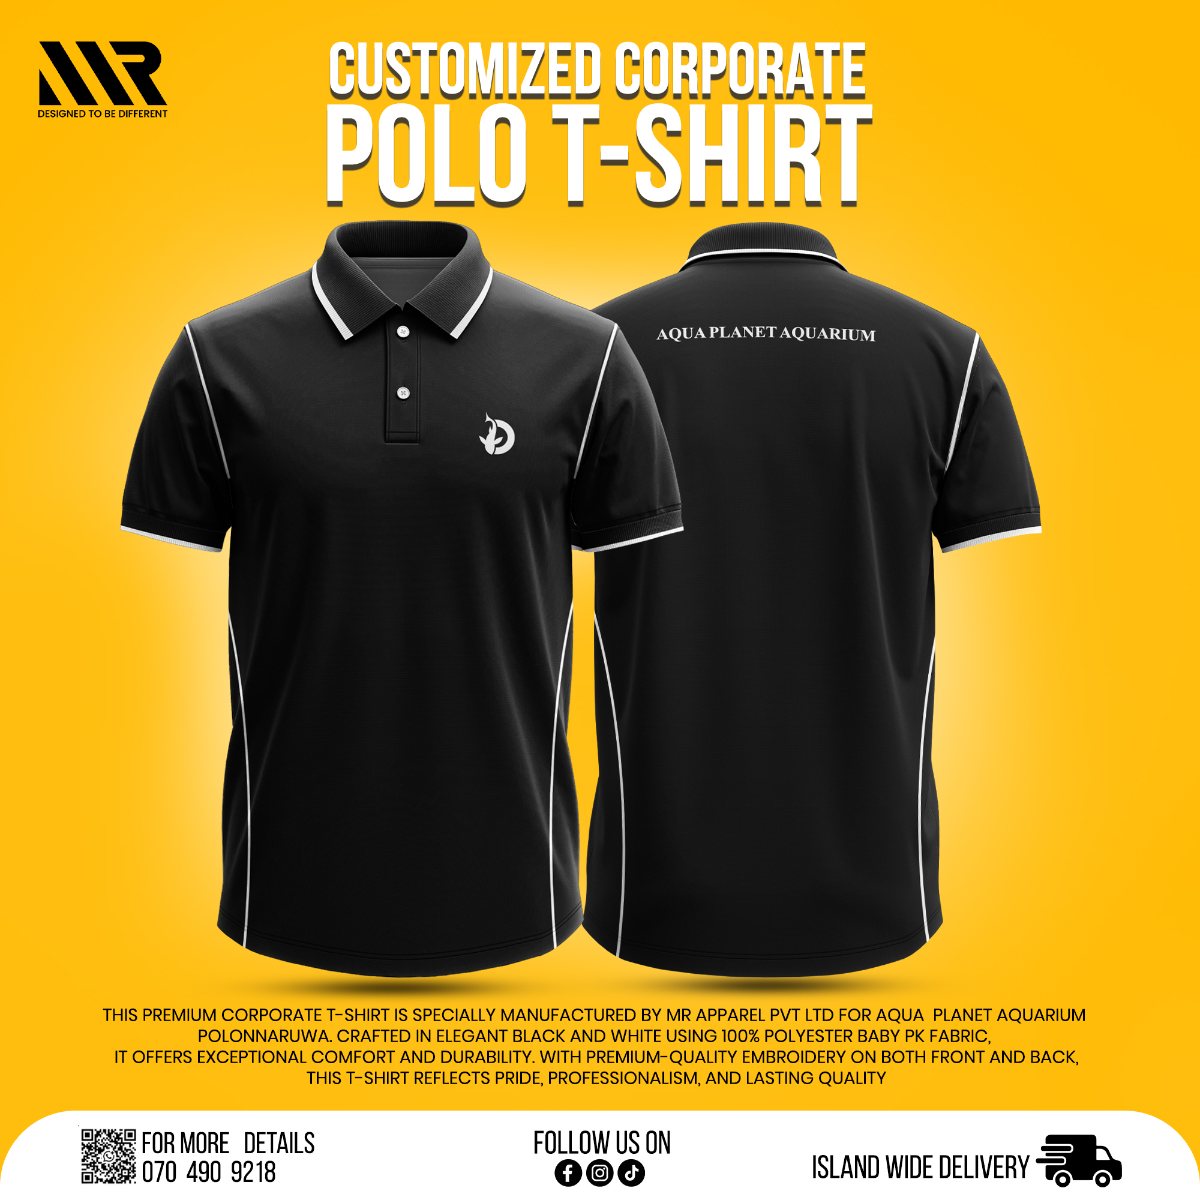 MR
DESIGNED TO BE DIFFERENT
CUSTOMIZED CORPORATE
POLO T-SHIRT
AQUA PLANET AQUARIUM
THIS PREMIUM CORPORATE T-SHIRT IS SPECIALLY MANUFACTURED BY MR APPAREL PVT LTD FOR AQUA PLANET AQUARIUM
POLONNARUWA. CRAFTED IN ELEGANT BLACK AND WHITE USING 100% POLYESTER BABY PK FABRIC,
IT OFFERS EXCEPTIONAL COMFORT AND DURABILITY. WITH PREMIUM-QUALITY EMBROIDERY ON BOTH FRONT AND BACK,
THIS T-SHIRT REFLECTS PRIDE, PROFESSIONALISM, AND LASTING QUALITY
FOR MORE DETAILS
070 490 9218
FOLLOW US ON
ISLAND WIDE DELIVERY